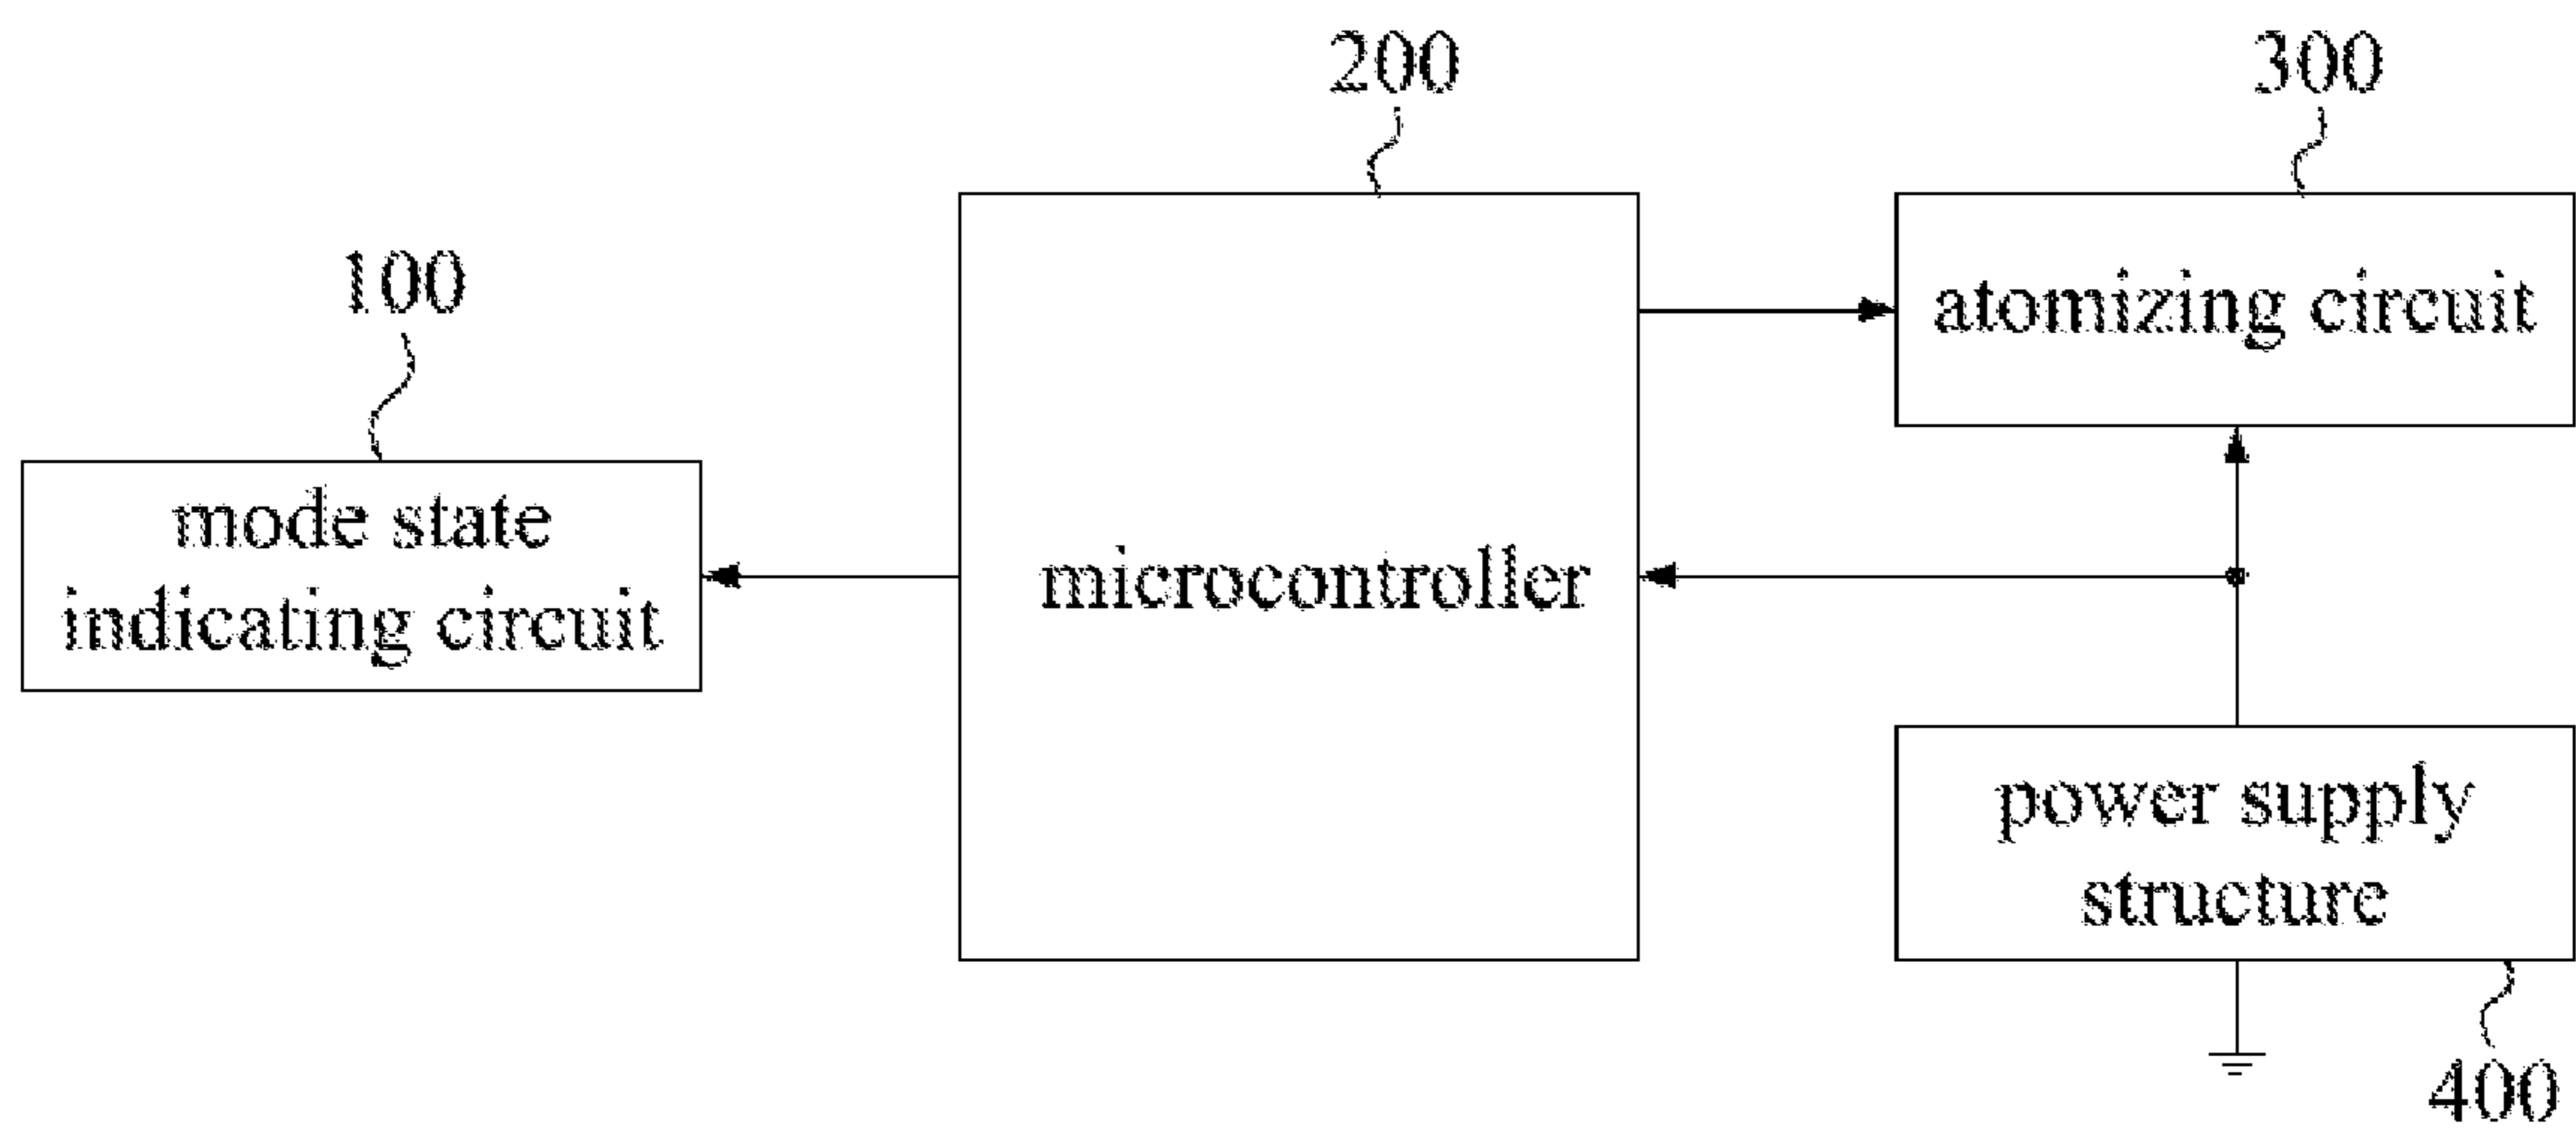 200
300
100
atomizing circuit
mode state
indicating circuit
microcontroller
power supply
structure
400